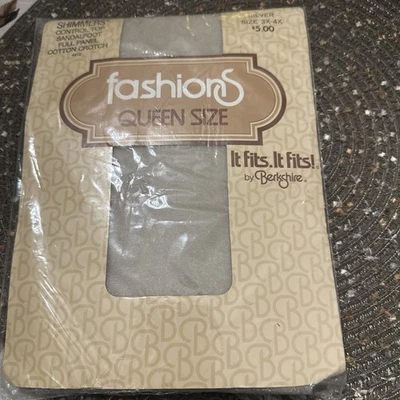 SHIMMERS
CONTROL TOP
SANDALFOOT
FULL PANEL
COTTON CROTCH
SILVER
SIZE 3X-4X
$5.00
fashions
QUEEN SIZE
It fits. It fits!®
by Berkshire®